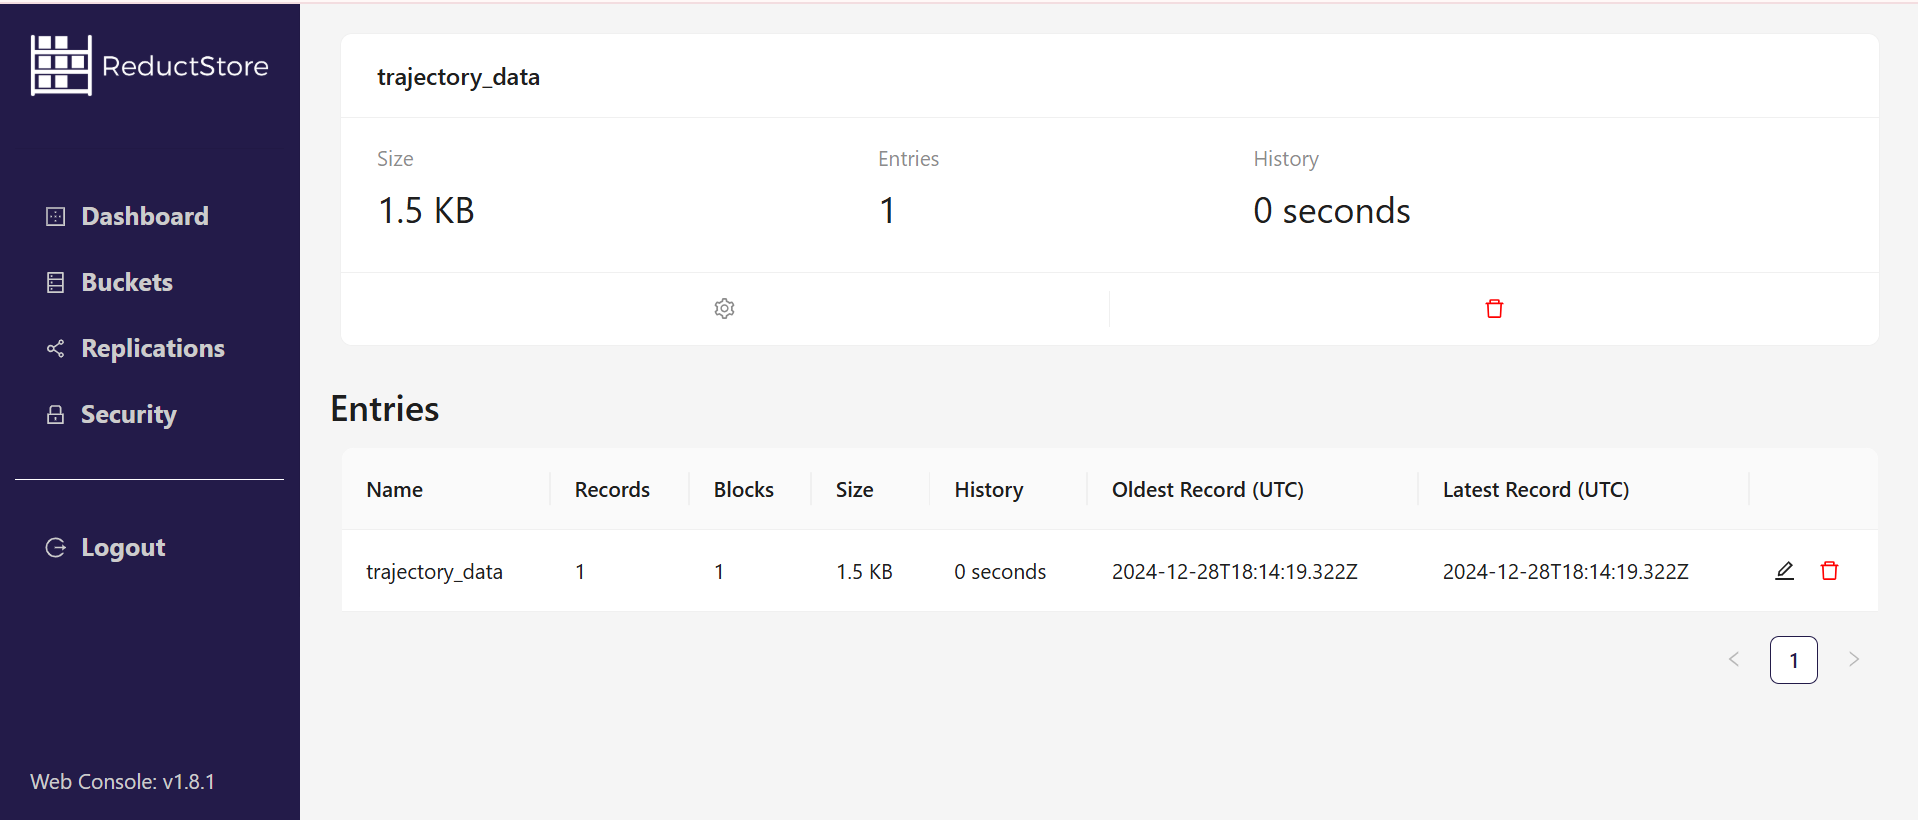 ReductStore
Dashboard
Buckets
Replications
Security
Logout
Web Console: v1.8.1
trajectory_data
Size Entries History
1.5 KB 1 0 seconds
Entries
Name Records Blocks Size History Oldest Record (UTC) Latest Record (UTC)
trajectory_data 1 1 1.5 KB 0 seconds 2024-12-28T18:14:19.322Z 2024-12-28T18:14:19.322Z
< 1 >